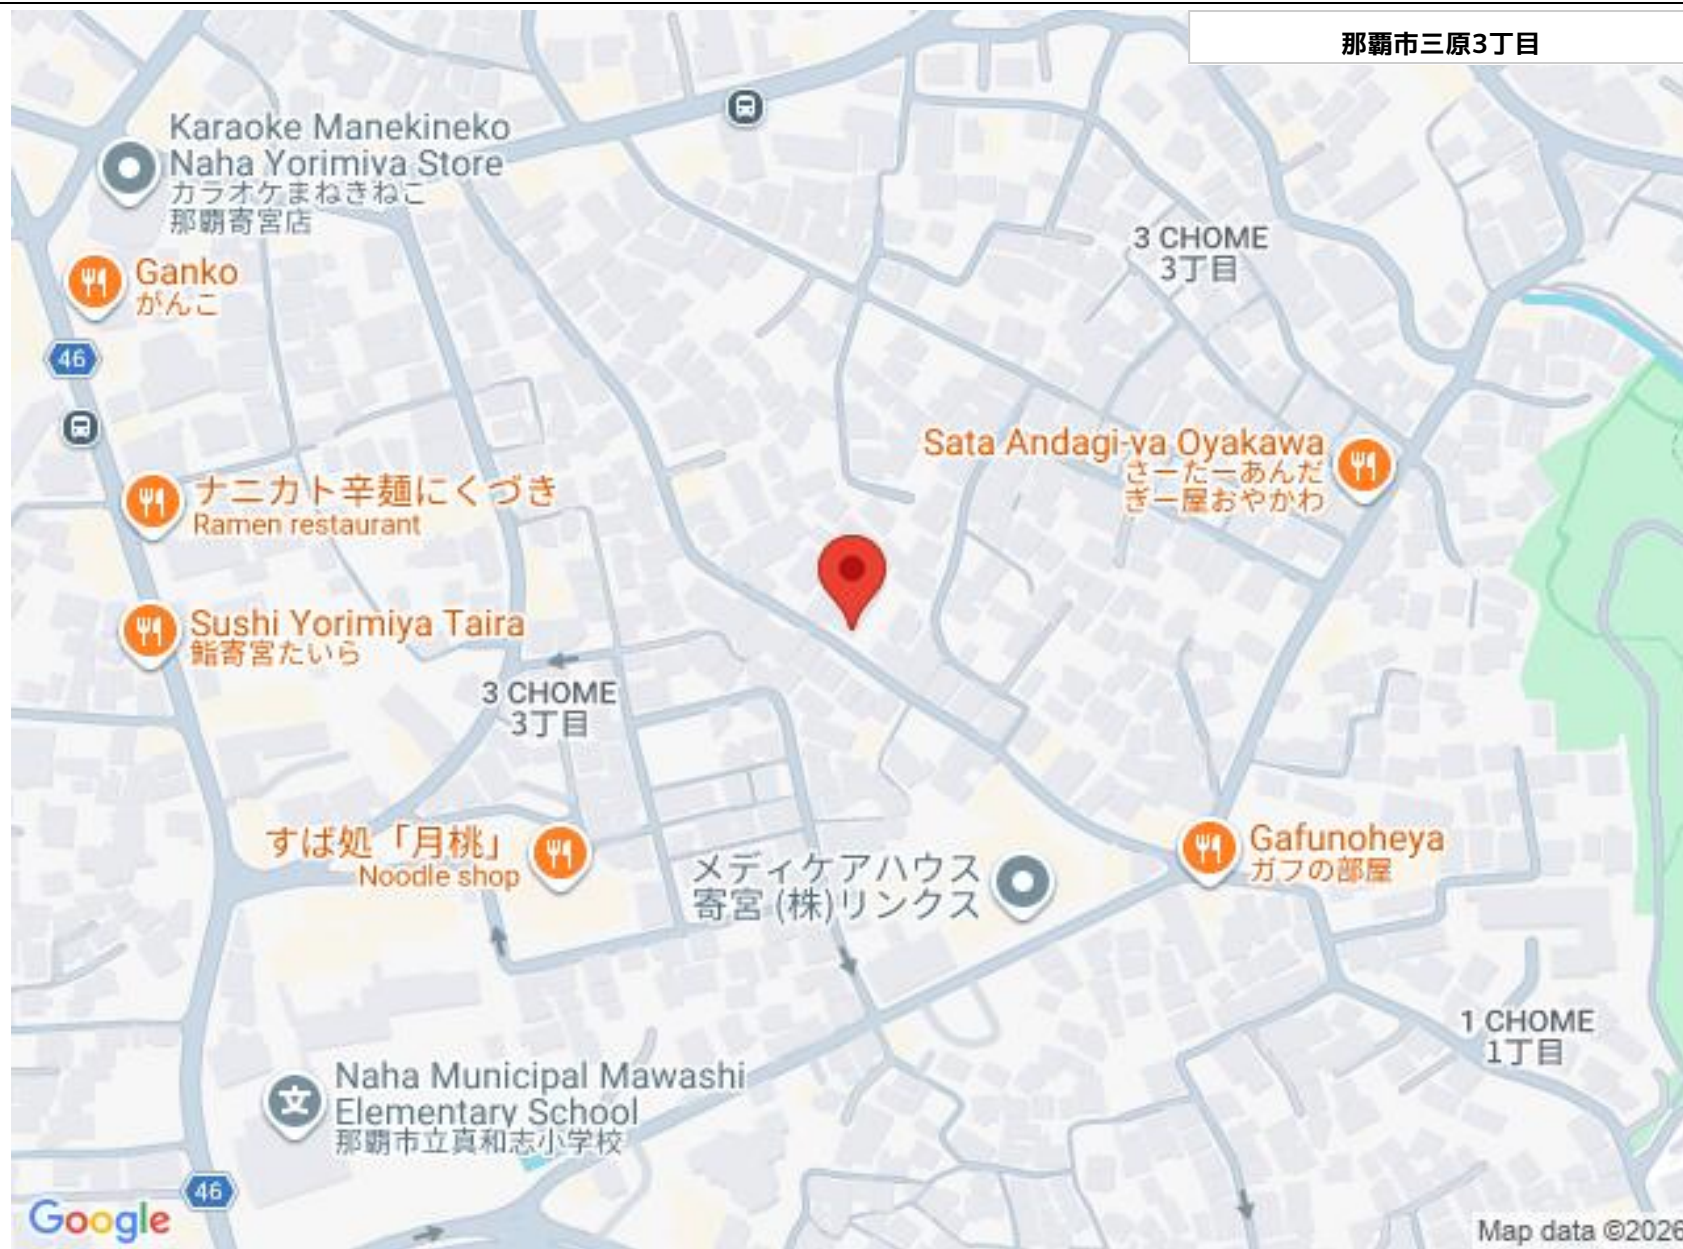 那覇市三原3丁目
Karaoke Manekineko
Naha Yorimiya Store
カラオケまねきねこ
那覇寄宮店
3 CHOME
3丁目
Ganko
がんこ
46
Sata Andagi-ya Oyakawa
さーたーあんだ
ぎー屋おやかわ
ナニカト辛麺にくづき
Ramen restaurant
Sushi Yorimiya Taira
鮨寄宮たいら
3 CHOME
3丁目
すば処「月桃」
Noodle shop
メディケアハウス
寄宮 (株)リンクス
Gafunoheya
ガフの部屋
1 CHOME
1丁目
Naha Municipal Mawashi
Elementary School
那覇市立真和志小学校
文
46
Google
Map data ©2026